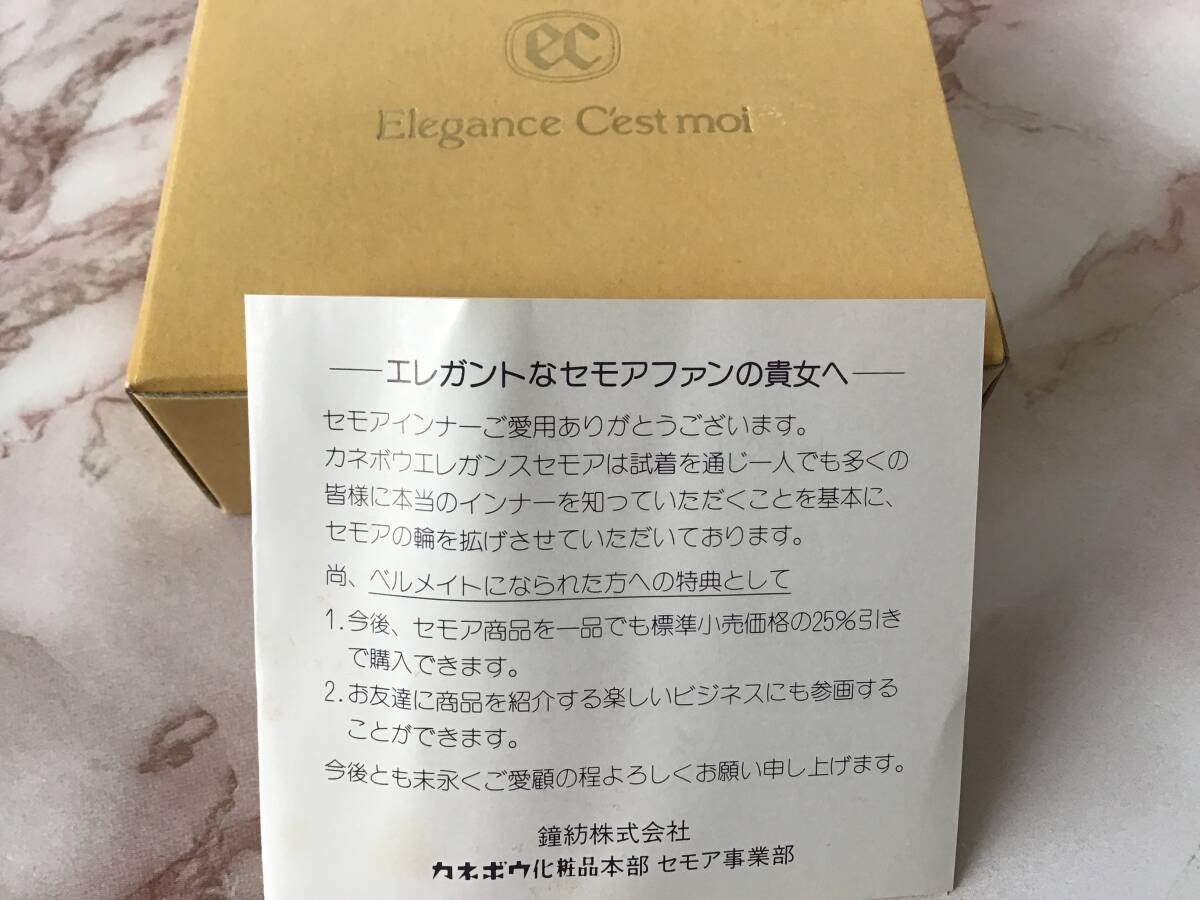 ec
Elegance C'est moi
エレガントなセモアファンの貴女へ
セモアインナーご愛用ありがとうございます。
カネボウエレガンスセモアは試着を通じ一人でも多くの
皆様に本当のインナーを知っていただくことを基本に、
セモアの輪を拡げさせていただいております。
尚、ベルメイトになられた方への特典として
1.今後、セモア商品を一品でも標準小売価格の25%引き
で購入できます。
2.お友達に商品を紹介する楽しいビジネスにも参画する
ことができます。
今後とも末永くご愛顧の程よろしくお願い申し上げます。
鐘紡株式会社
カネボウ化粧品本部 セモア事業部